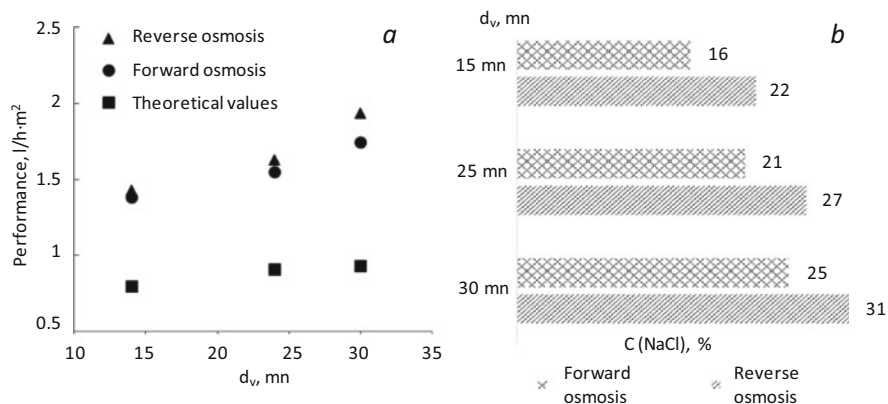 a
Reverse osmosis
Forward osmosis
Theoretical values
Performance, l/h·m²
2.5
2
1.5
1
0.5
10
15
20
25
30
35
dᵥ, mn
b
dᵥ, mn
15 mn
16
22
25 mn
21
27
30 mn
25
31
C (NaCl), %
Forward osmosis
Reverse osmosis